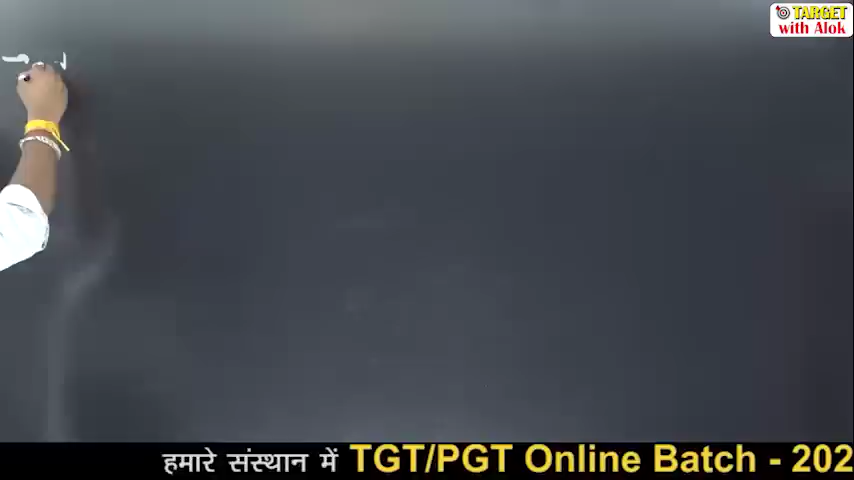 TARGET
with Alok
हमारे संस्थान में TGT/PGT Online Batch - 202